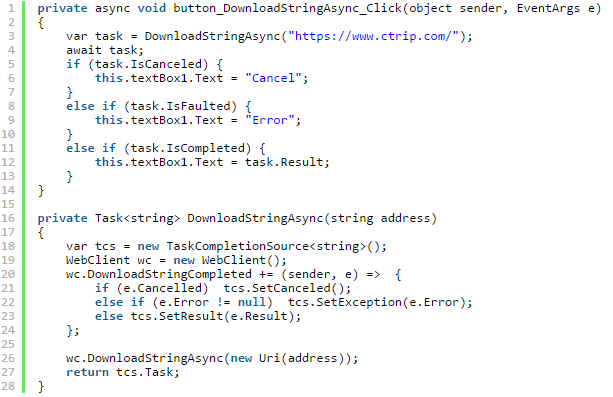 1 private async void button_DownloadStringAsync_Click(object sender, EventArgs e)
2 {
3     var task = DownloadStringAsync("https://www.ctrip.com/");
4     await task;
5     if (task.IsCanceled) {
6         this.textBox1.Text = "Cancel";
7     }
8     else if (task.IsFaulted) {
9         this.textBox1.Text = "Error";
10     }
11     else if (task.IsCompleted) {
12         this.textBox1.Text = task.Result;
13     }
14 }
15
16 private Task<string> DownloadStringAsync(string address)
17 {
18     var tcs = new TaskCompletionSource<string>();
19     WebClient wc = new WebClient();
20     wc.DownloadStringCompleted += (sender, e) =>  {
21         if (e.Cancelled)  tcs.SetCanceled();
22         else if (e.Error != null)  tcs.SetException(e.Error);
23         else tcs.SetResult(e.Result);
24     };
25
26     wc.DownloadStringAsync(new Uri(address));
27     return tcs.Task;
28 }